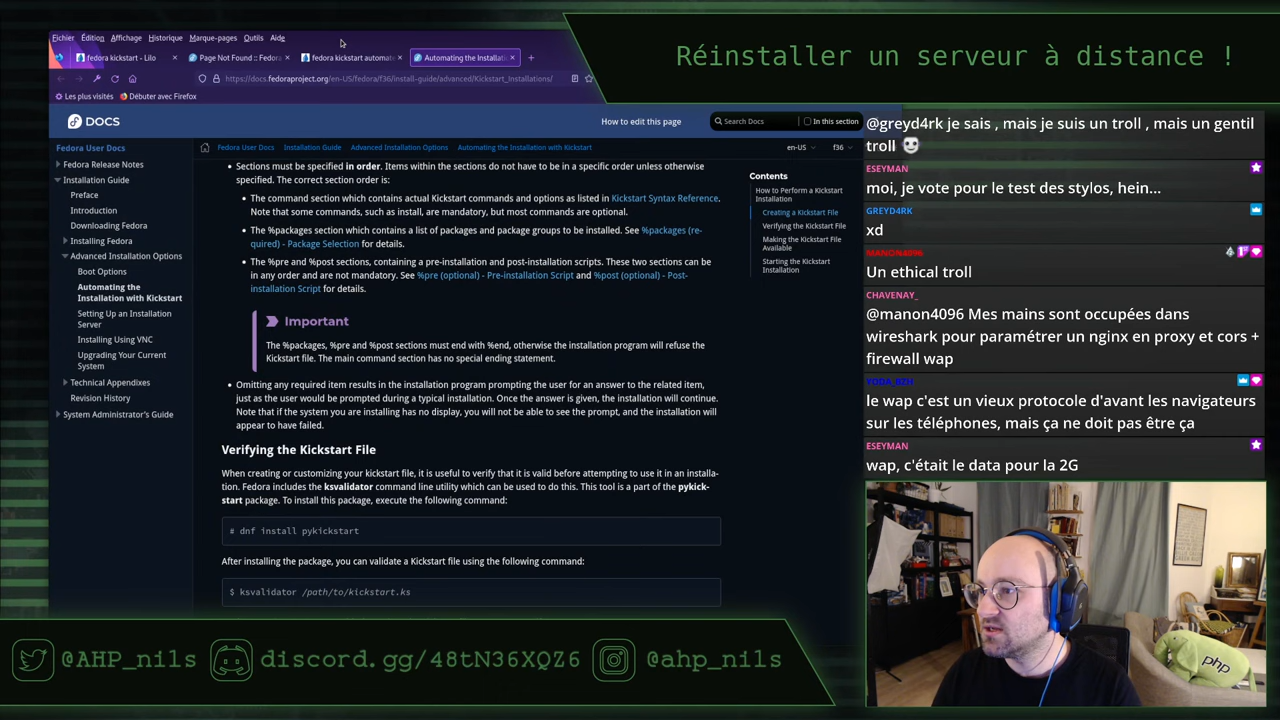 Réinstaller un serveur à distance !
Fichier Édition Affichage Historique Marque-pages Outils Aide
fedora kickstart - Lilo
Page Not Found :: Fedora
fedora kickstart automate
Automating the Installati
https://docs.fedoraproject.org/en-US/fedora/f36/install-guide/advanced/Kickstart_Installations/
Les plus visités Débuter avec Firefox
DOCS
How to edit this page
Search Docs
In this section
Fedora User Docs
Fedora Release Notes
Installation Guide
Preface
Introduction
Downloading Fedora
Installing Fedora
Advanced Installation Options
Boot Options
Automating the
Installation with Kickstart
Setting Up an Installation
Server
Installing Using VNC
Upgrading Your Current
System
Technical Appendixes
Revision History
System Administrator's Guide
Fedora User Docs Installation Guide Advanced Installation Options Automating the Installation with Kickstart
en-US
f36
Sections must be specified in order. Items within the sections do not have to be in a specific order unless otherwise
specified. The correct section order is:
The command section which contains actual Kickstart commands and options as listed in Kickstart Syntax Reference.
Note that some commands, such as install, are mandatory, but most commands are optional.
The %packages section which contains a list of packages and package groups to be installed. See %packages (re-
quired) - Package Selection for details.
The %pre and %post sections, containing a pre-installation and post-installation scripts. These two sections can be
in any order and are not mandatory. See %pre (optional) - Pre-installation Script and %post (optional) - Post-
installation Script for details.
Important
The %packages, %pre and %post sections must end with %end, otherwise the installation program will refuse the
Kickstart file. The main command section has no special ending statement.
Omitting any required item results in the installation program prompting the user for an answer to the related item,
just as the user would be prompted during a typical installation. Once the answer is given, the installation will continue.
Note that if the system you are installing has no display, you will not be able to see the prompt, and the installation will
appear to have failed.
Verifying the Kickstart File
When creating or customizing your kickstart file, it is useful to verify that it is valid before attempting to use it in an installa-
tion. Fedora includes the ksvalidator command line utility which can be used to do this. This tool is a part of the pykick-
start package. To install this package, execute the following command:
# dnf install pykickstart
After installing the package, you can validate a Kickstart file using the following command:
$ ksvalidator /path/to/kickstart.ks
Contents
How to Perform a Kickstart
Installation
Creating a Kickstart File
Verifying the Kickstart File
Making the Kickstart File
Available
Starting the Kickstart
Installation
@greyd4rk je sais , mais je suis un troll , mais un gentil
troll
ESEYMAN
moi, je vote pour le test des stylos, hein...
GREYD4RK
xd
MANON4096
Un ethical troll
CHAVENAY_
@manon4096 Mes mains sont occupées dans
wireshark pour paramétrer un nginx en proxy et cors +
firewall wap
YODA_BZH
le wap c'est un vieux protocole d'avant les navigateurs
sur les téléphones, mais ça ne doit pas être ça
ESEYMAN
wap, c'était le data pour la 2G
php
@AHP_nils
discord.gg/48tN36XQZ6
@ahp_nils